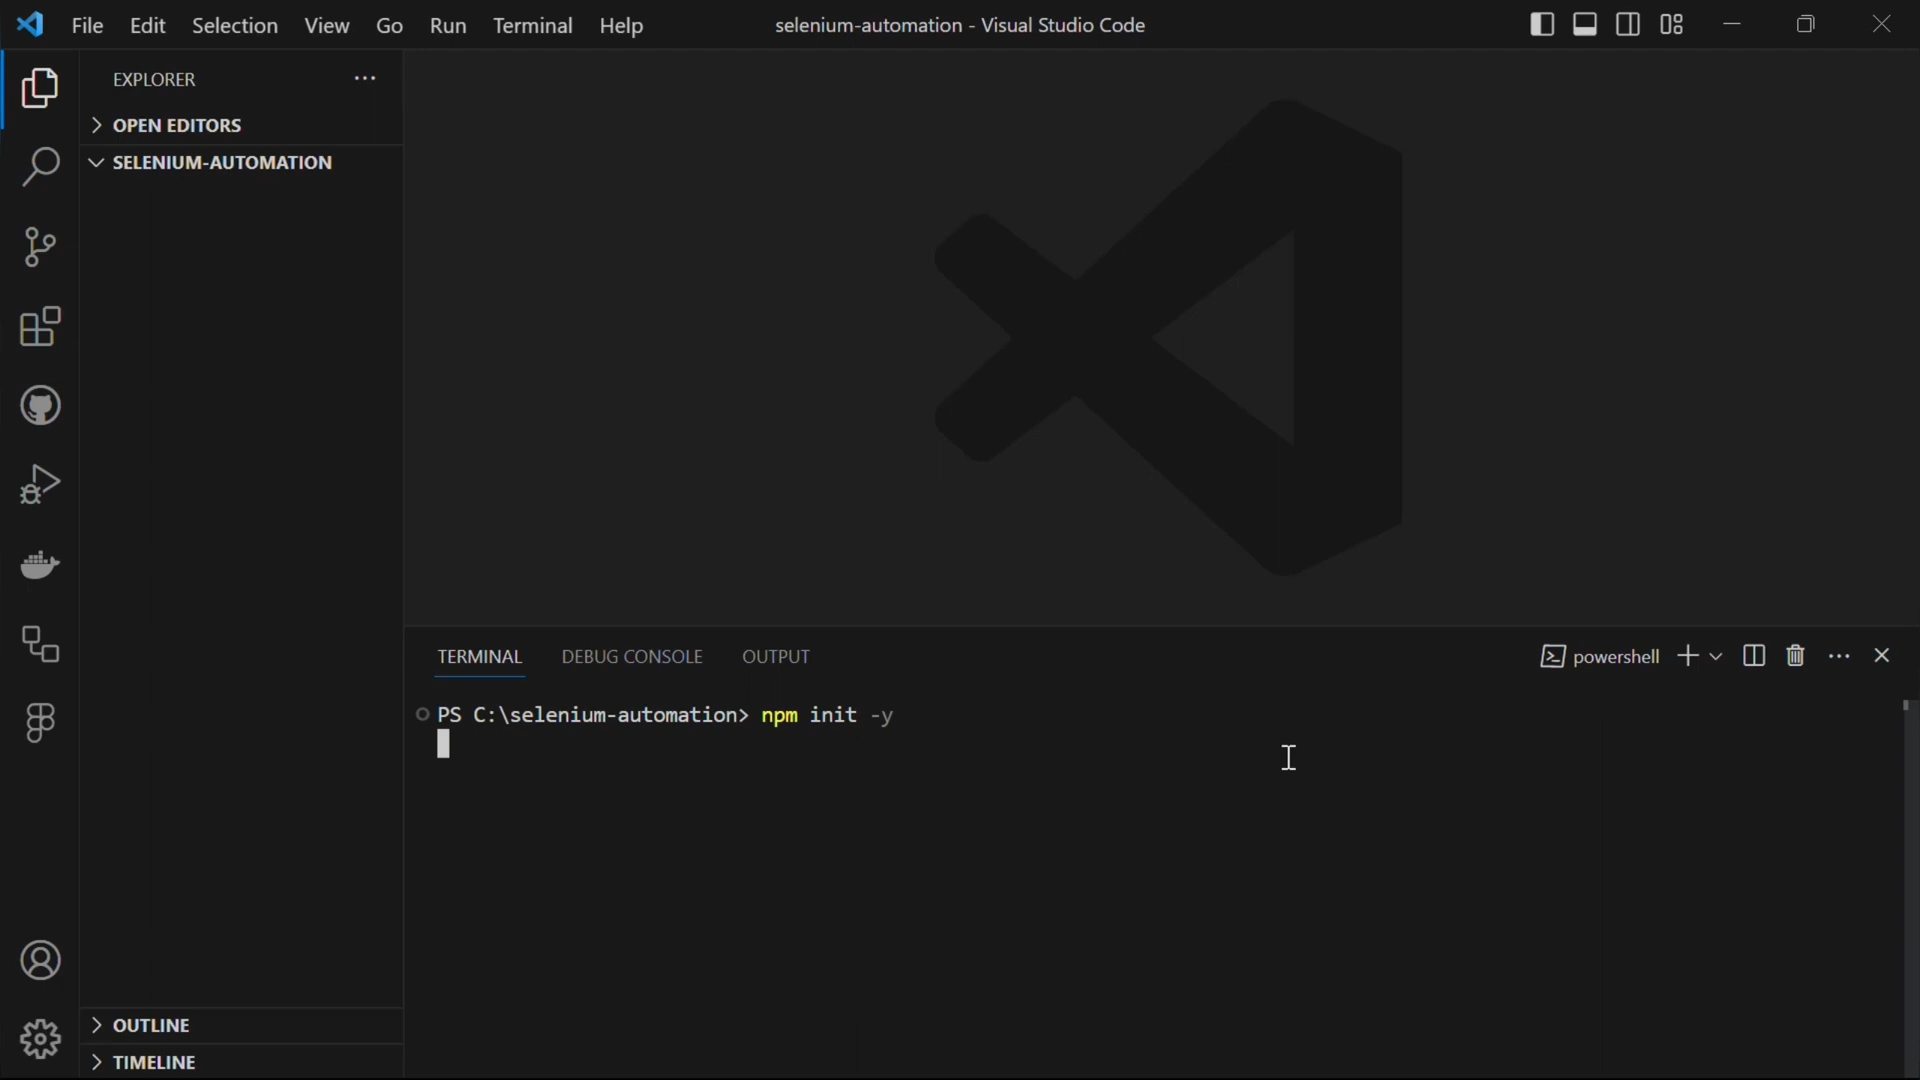 File Edit Selection View Go Run Terminal Help selenium-automation - Visual Studio Code
EXPLORER
OPEN EDITORS
SELENIUM-AUTOMATION
TERMINAL DEBUG CONSOLE OUTPUT powershell
PS C:\selenium-automation> npm init -y
OUTLINE
TIMELINE